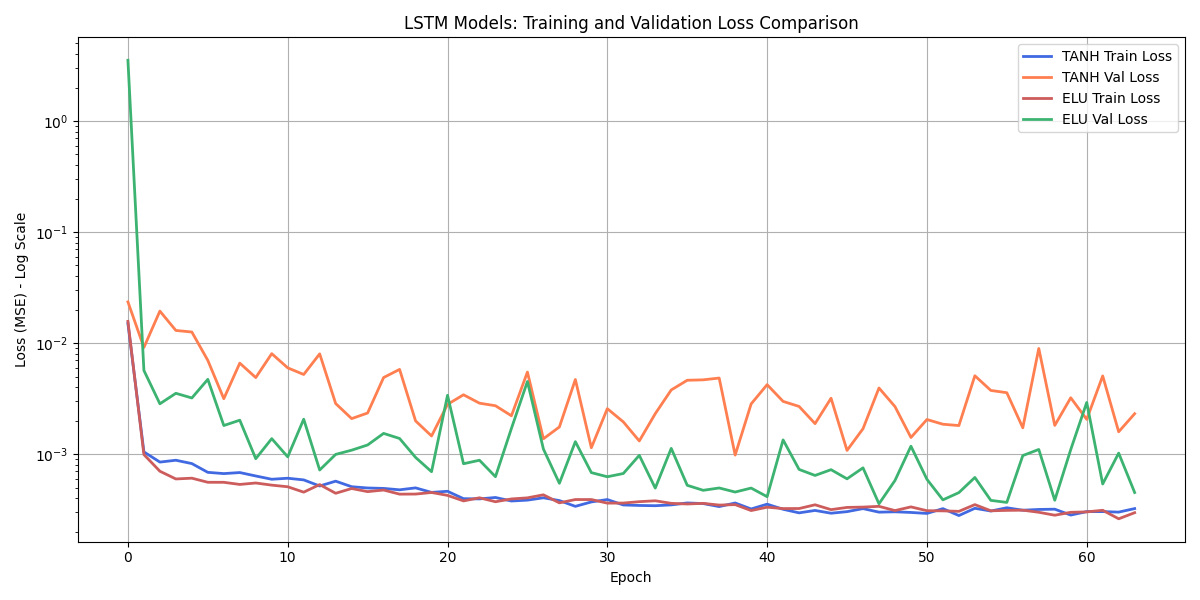 LSTM Models: Training and Validation Loss Comparison
TANH Train Loss
TANH Val Loss
ELU Train Loss
ELU Val Loss
Loss (MSE) - Log Scale
10⁰
10⁻¹
10⁻²
10⁻³
0 10 20 30 40 50 60
Epoch